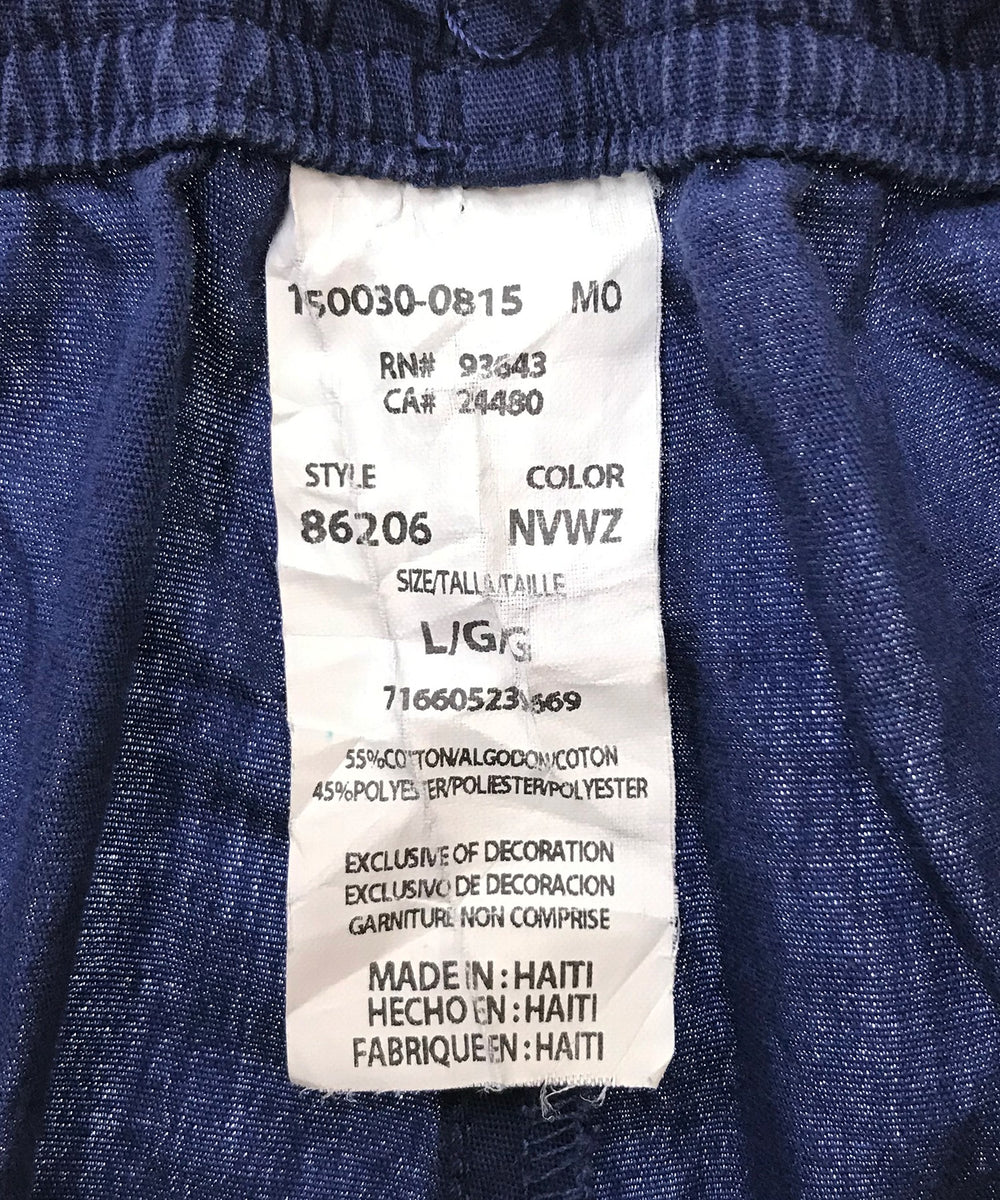 150030-0815 MO
RN# 93643
CA# 24480
STYLE COLOR
86206 NVWZ
SIZE/TALLA/TAILLE
L/G/G
55%COTTON/ALGODON/COTON
45%POLYESTER/POLIESTER/POLYESTER
EXCLUSIVE OF DECORATION
EXCLUSIVO DE DECORACION
GARNITURE NON COMPRISE
MADE IN : HAITI
HECHO EN : HAITI
FABRIQUE EN : HAITI